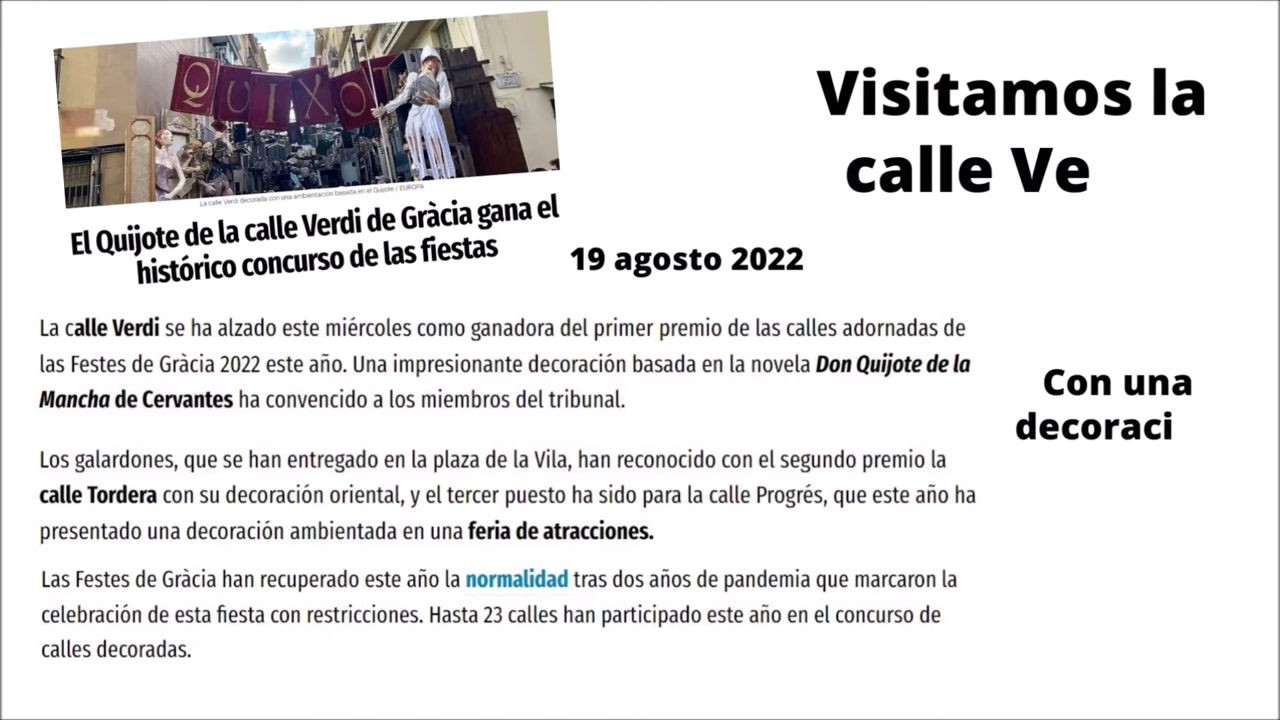 QUIXOT
La calle Verdi decorada con una ambientación basada en el Quijote / EUROPA
El Quijote de la calle Verdi de Gràcia gana el
histórico concurso de las fiestas
19 agosto 2022
Visitamos la
calle Ve
La calle Verdi se ha alzado este miércoles como ganadora del primer premio de las calles adornadas de
las Festes de Gràcia 2022 este año. Una impresionante decoración basada en la novela Don Quijote de la
Mancha de Cervantes ha convencido a los miembros del tribunal.
Con una
decoraci
Los galardones, que se han entregado en la plaza de la Vila, han reconocido con el segundo premio la
calle Tordera con su decoración oriental, y el tercer puesto ha sido para la calle Progrés, que este año ha
presentado una decoración ambientada en una feria de atracciones.
Las Festes de Gràcia han recuperado este año la normalidad tras dos años de pandemia que marcaron la
celebración de esta fiesta con restricciones. Hasta 23 calles han participado este año en el concurso de
calles decoradas.